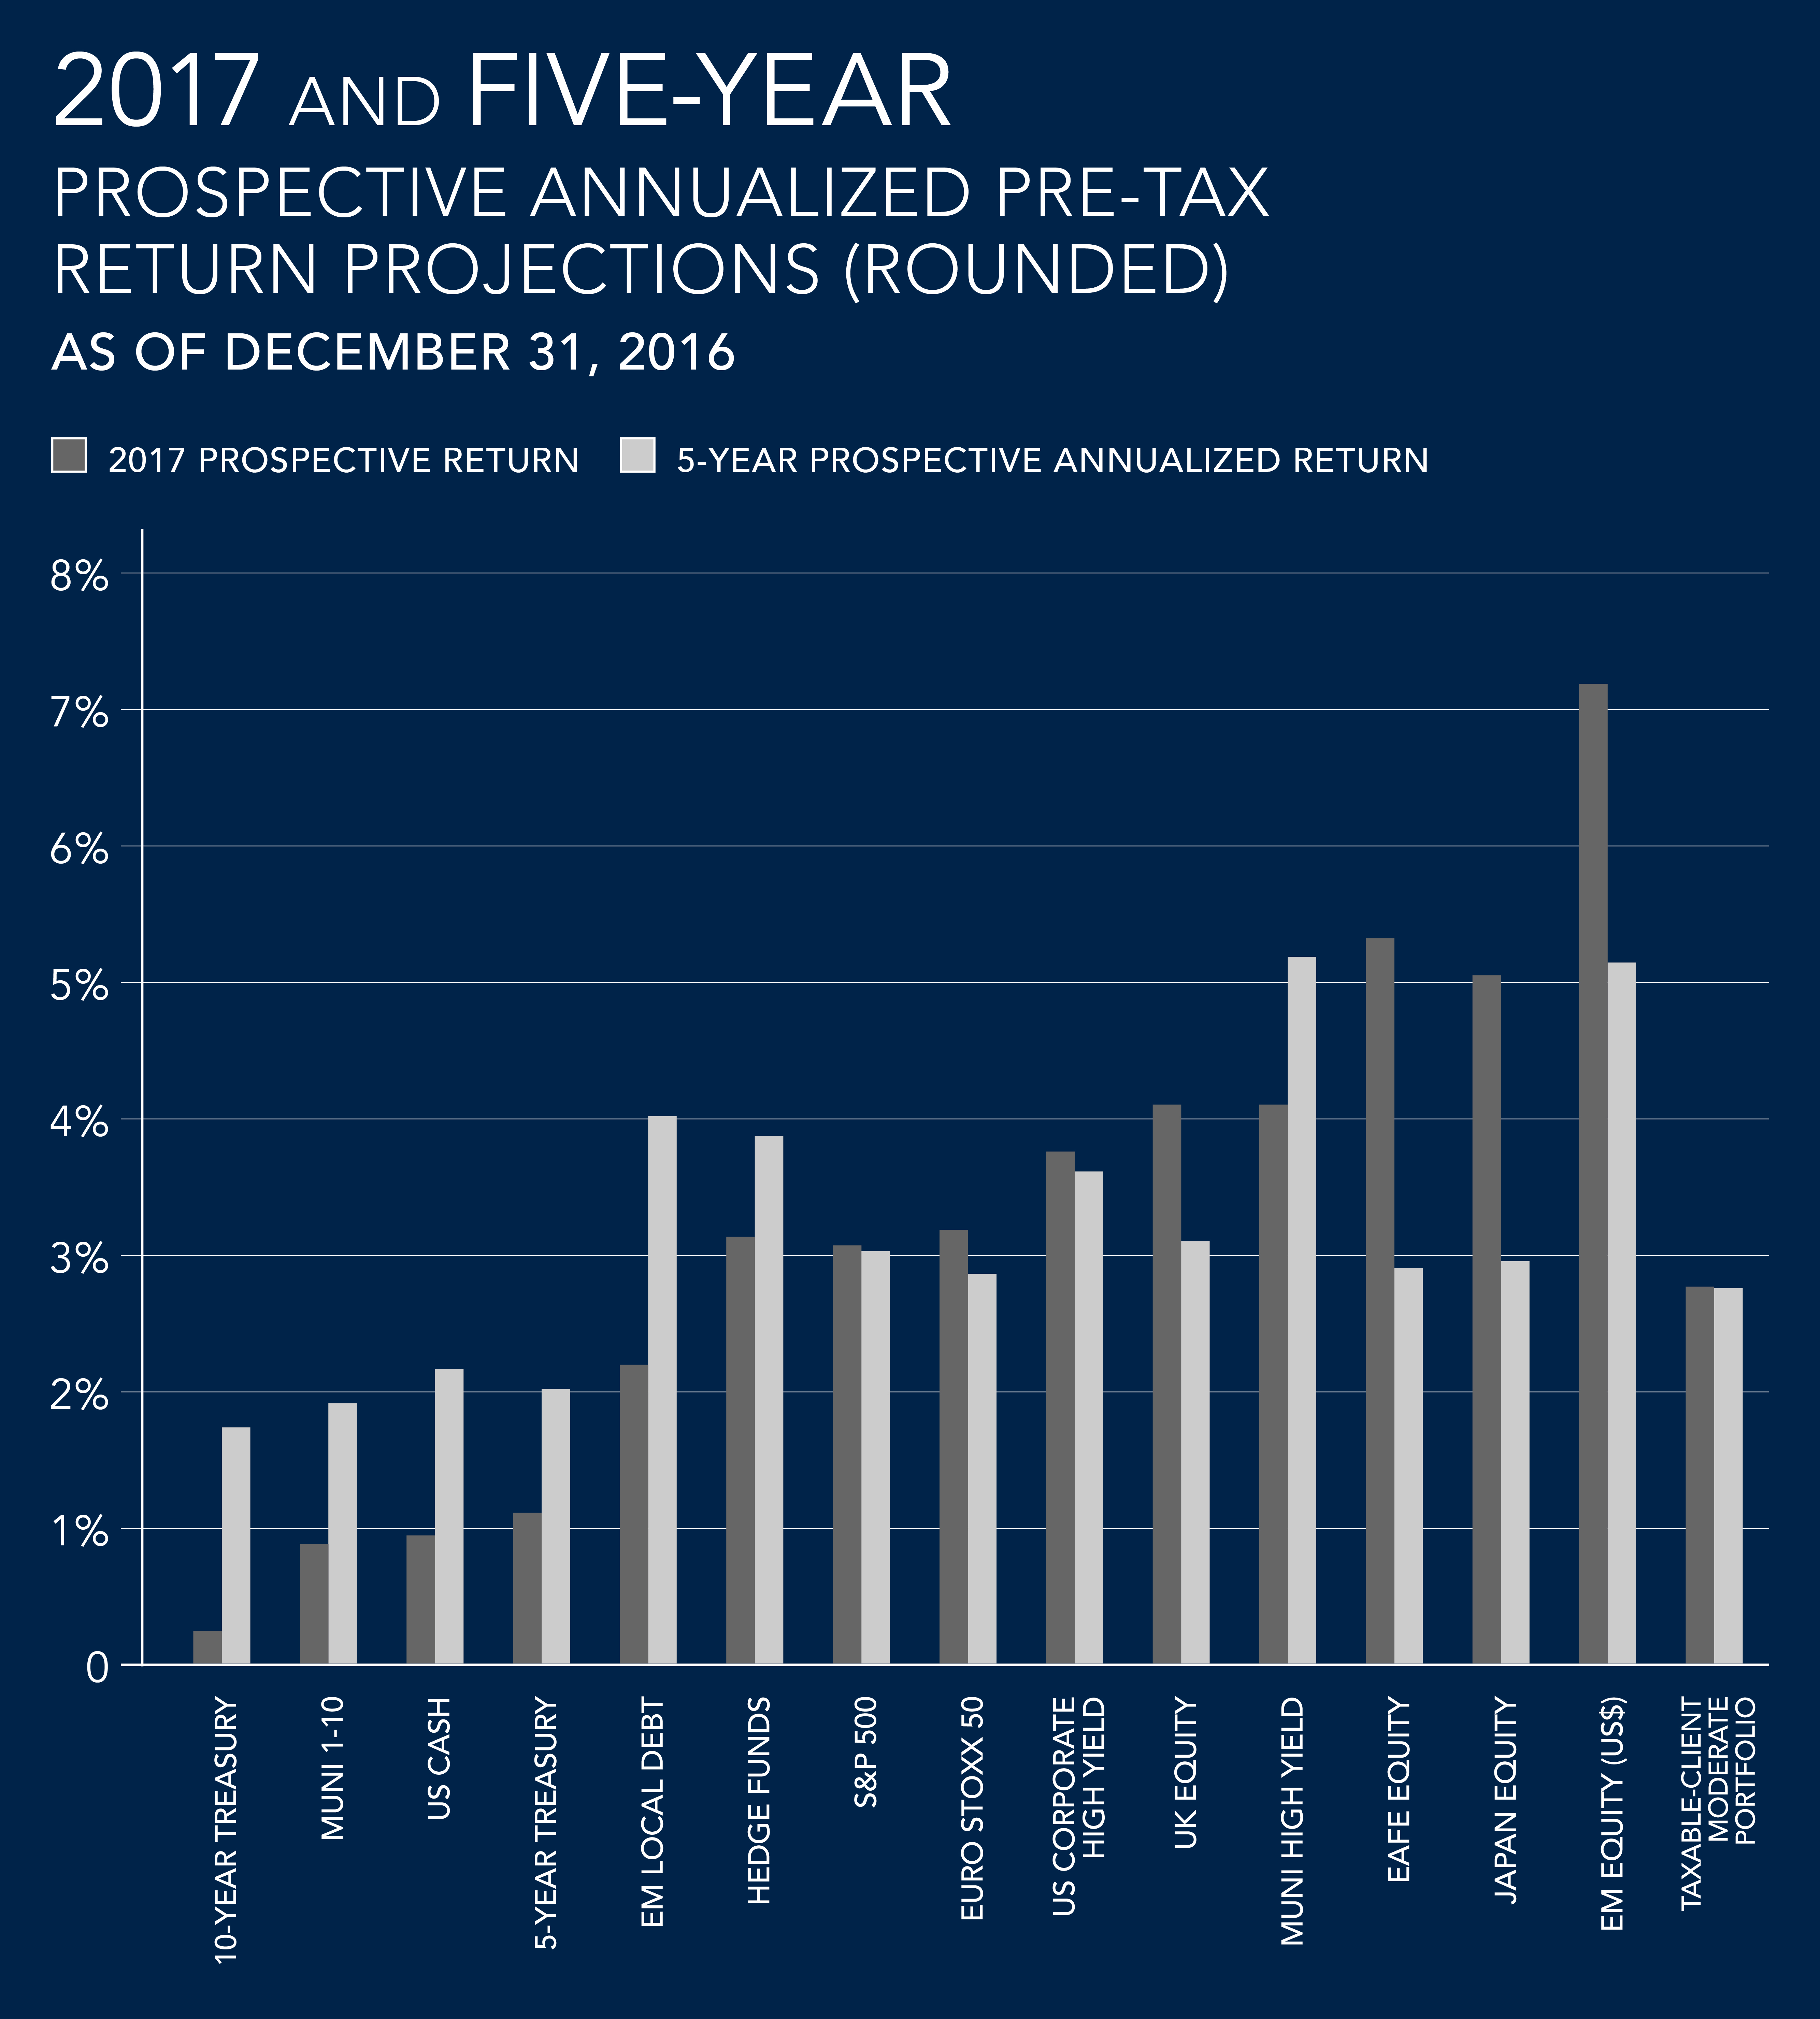 2017 AND FIVE-YEAR
PROSPECTIVE ANNUALIZED PRE-TAX
RETURN PROJECTIONS (ROUNDED)
AS OF DECEMBER 31, 2016
2017 PROSPECTIVE RETURN
5-YEAR PROSPECTIVE ANNUALIZED RETURN
8%
7%
6%
5%
4%
3%
2%
1%
0
10-YEAR TREASURY
MUNI 1-10
US CASH
5-YEAR TREASURY
EM LOCAL DEBT
HEDGE FUNDS
S&P 500
EURO STOXX 50
US CORPORATE
HIGH YIELD
UK EQUITY
MUNI HIGH YIELD
EAFE EQUITY
JAPAN EQUITY
EM EQUITY (US$)
TAXABLE-CLIENT
MODERATE
PORTFOLIO